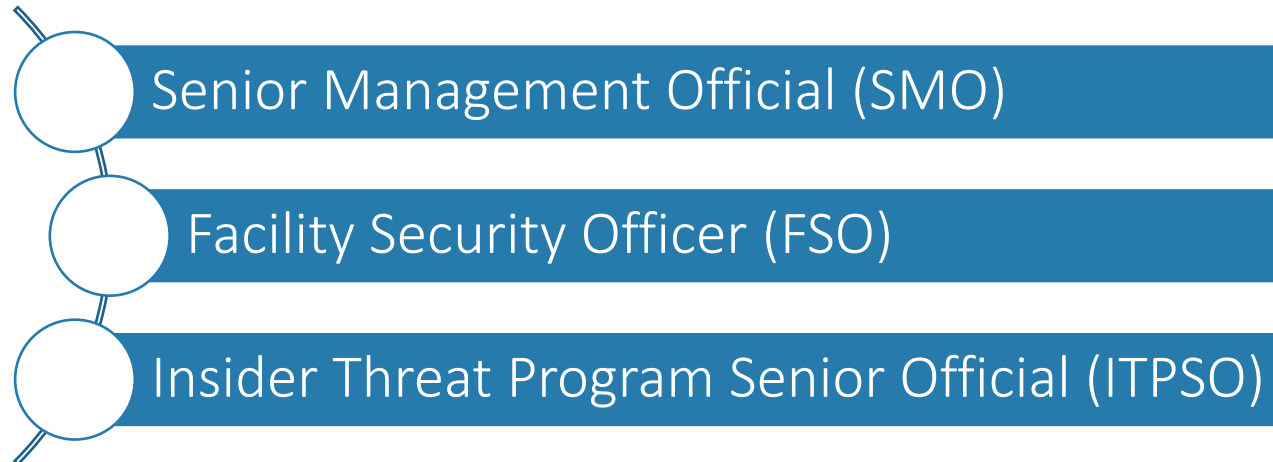 Senior Management Official (SMO)
Facility Security Officer (FSO)
Insider Threat Program Senior Official (ITPSO)